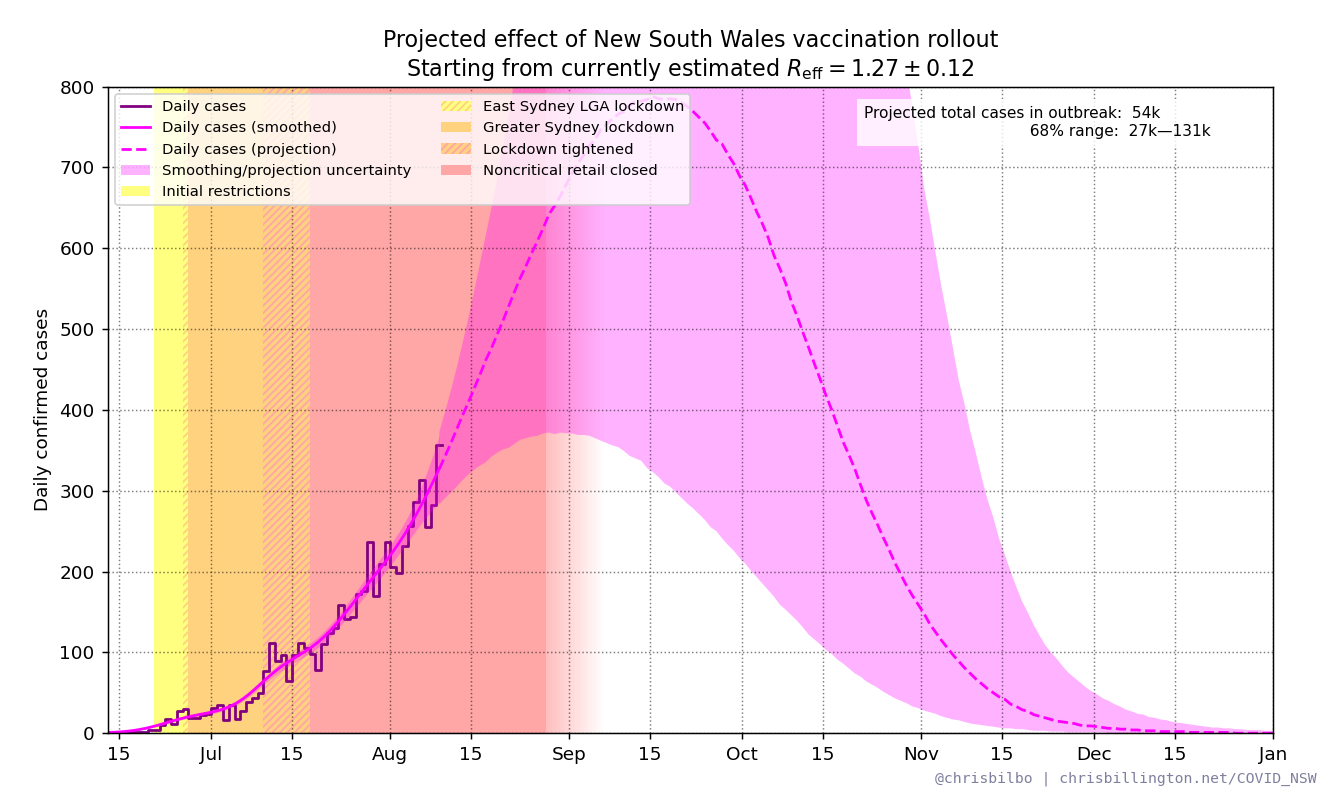 Projected effect of New South Wales vaccination rollout
Starting from currently estimated R_eff = 1.27 ± 0.12
Daily cases
Daily cases (smoothed)
Daily cases (projection)
Smoothing/projection uncertainty
Initial restrictions
East Sydney LGA lockdown
Greater Sydney lockdown
Lockdown tightened
Noncritical retail closed
Projected total cases in outbreak: 54k
68% range: 27k—131k
Daily confirmed cases
800
700
600
500
400
300
200
100
0
15 Jul 15 Aug 15 Sep 15 Oct 15 Nov 15 Dec 15 Jan
@chrisbilbo | chrisbillington.net/COVID_NSW